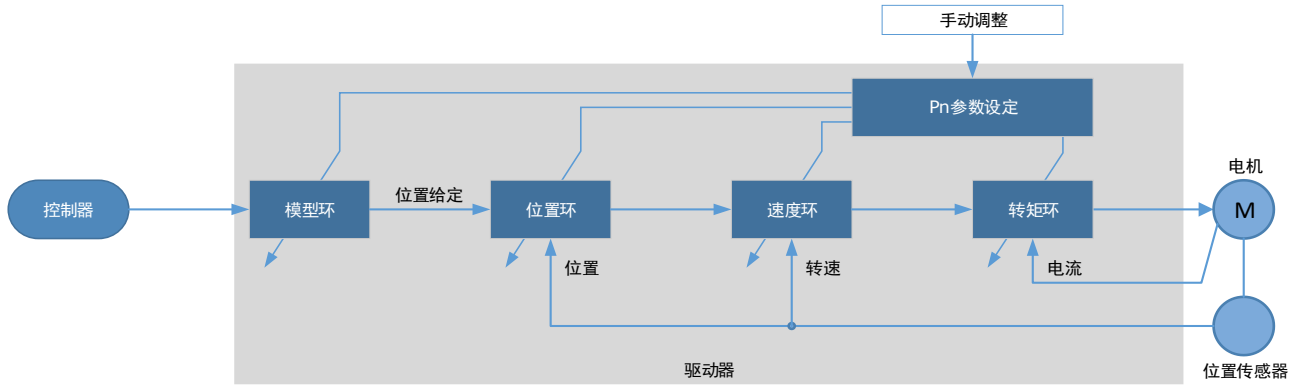 手动调整
Pn参数设定
电机
控制器
模型环
位置给定
位置环
速度环
转矩环
M
位置
转速
电流
驱动器
位置传感器